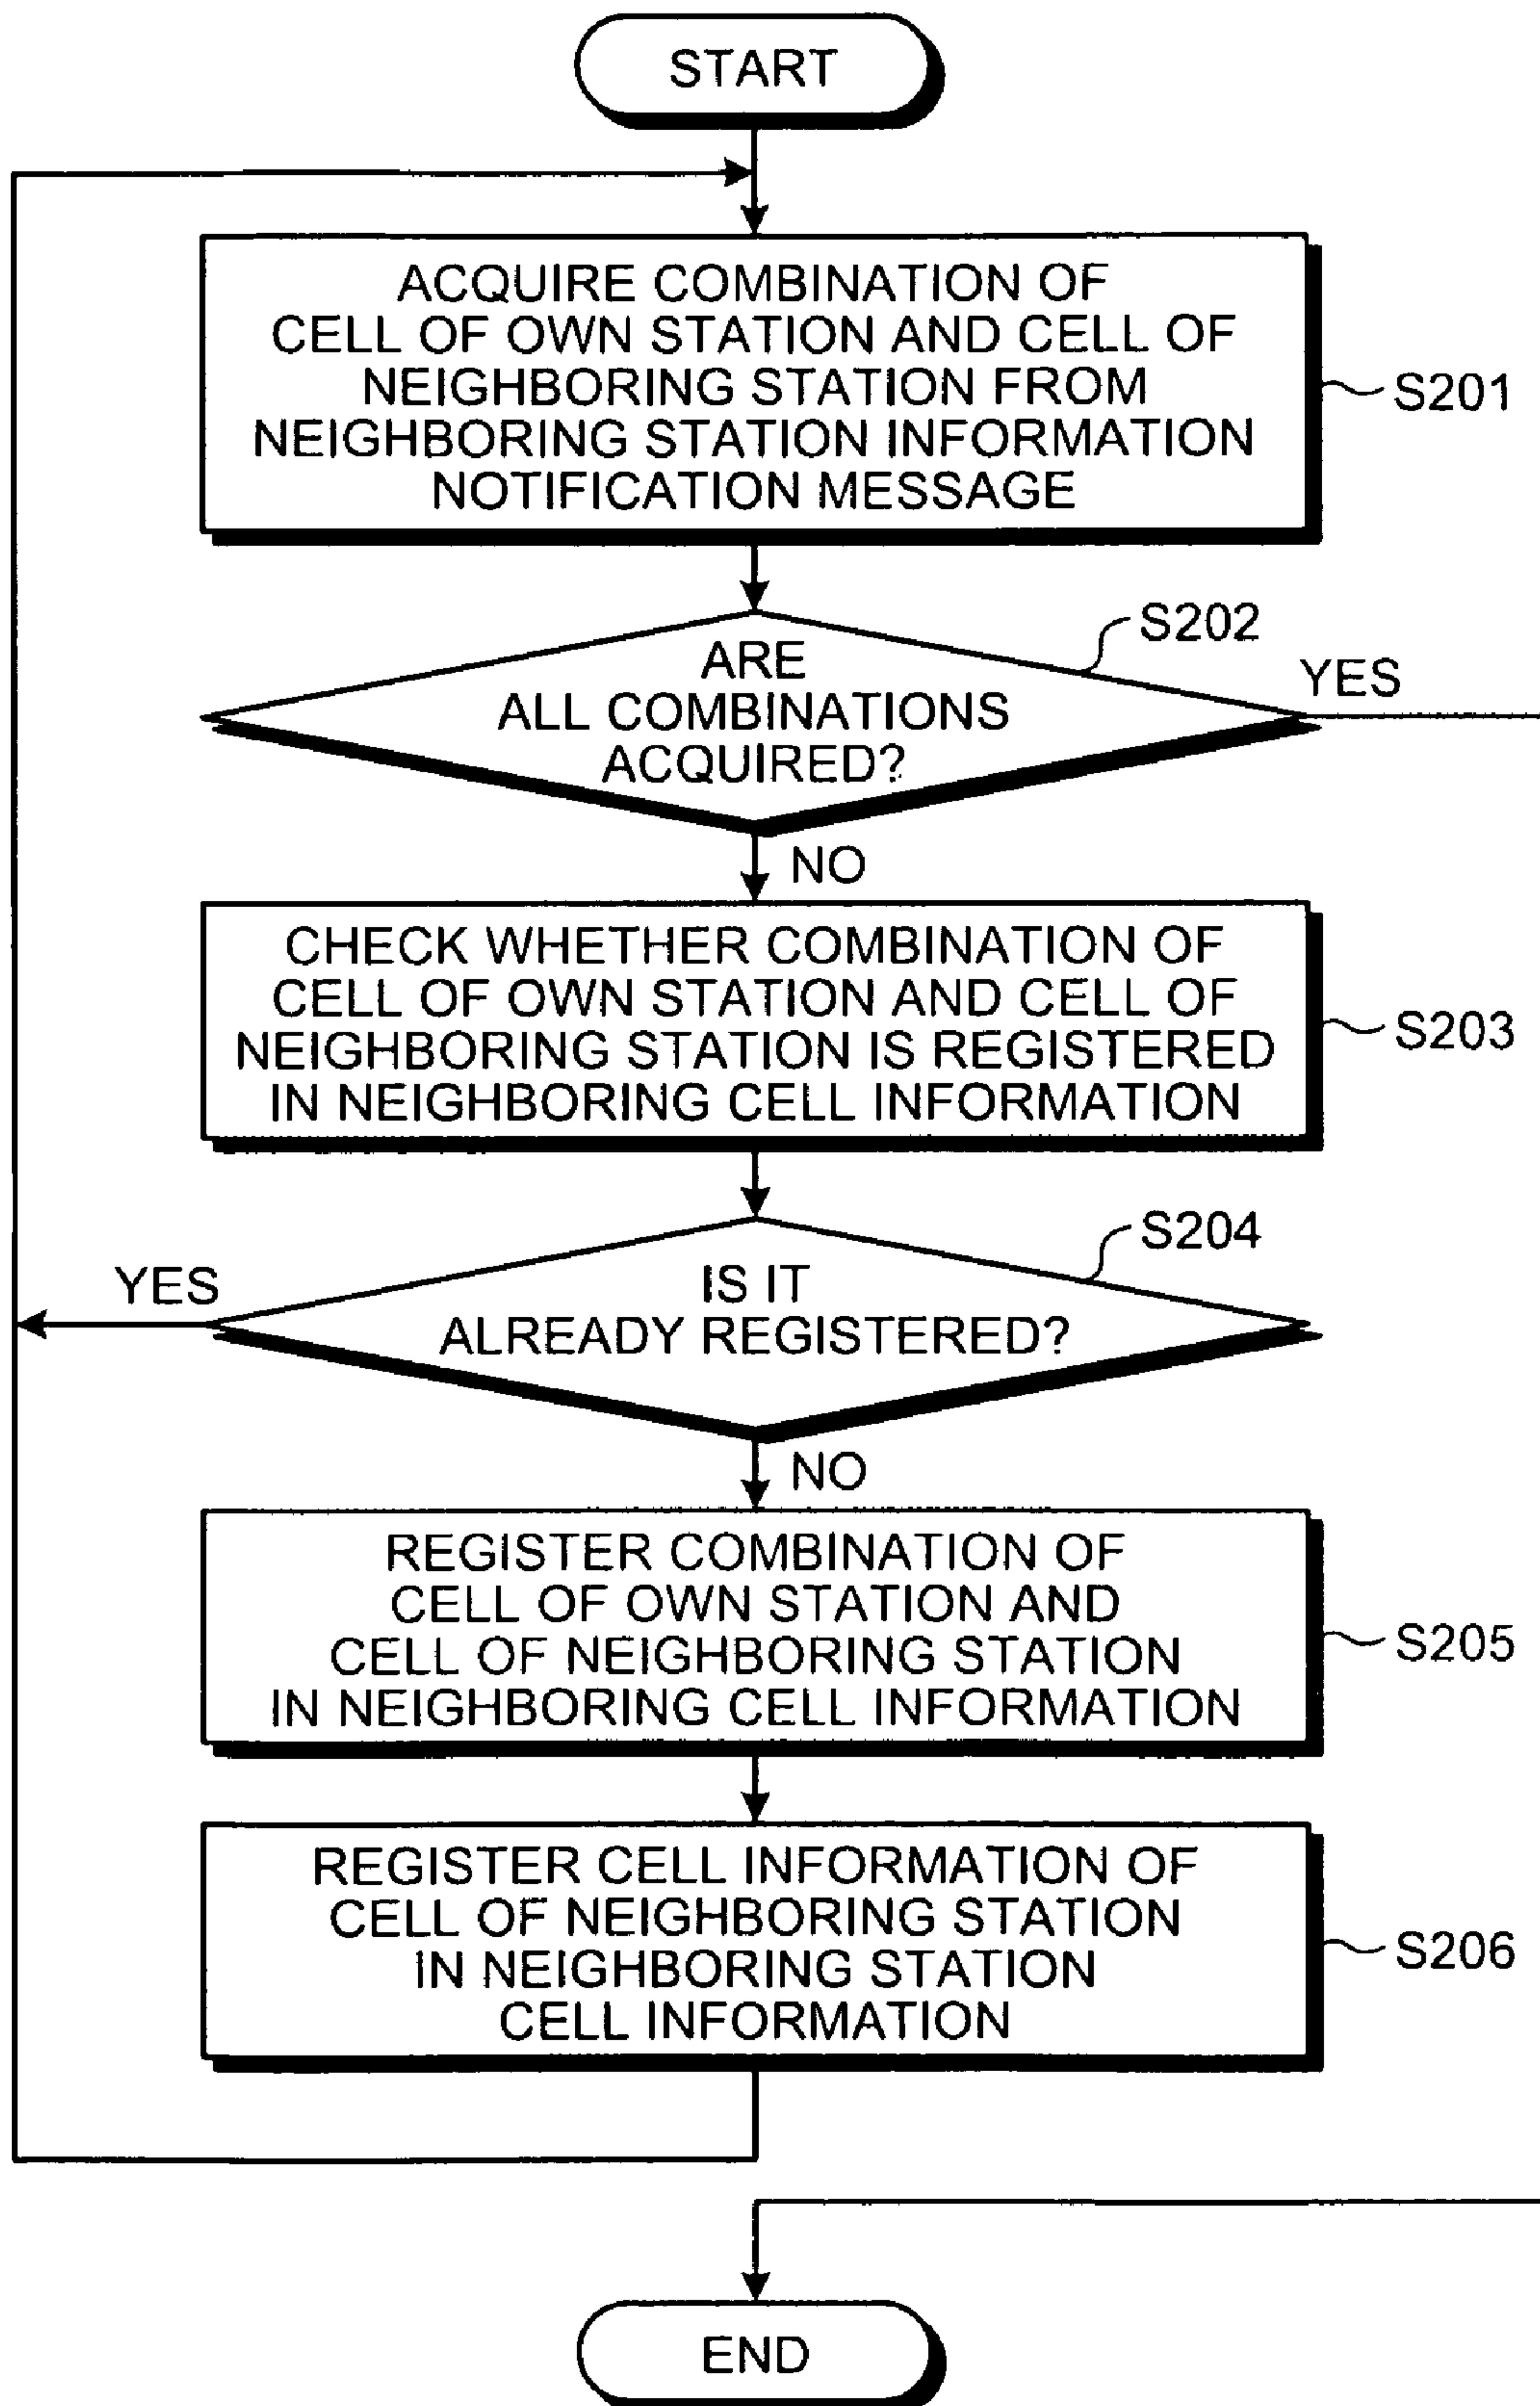 START
ACQUIRE COMBINATION OF
CELL OF OWN STATION AND CELL OF
NEIGHBORING STATION FROM
NEIGHBORING STATION INFORMATION
NOTIFICATION MESSAGE
S201
S202
ARE
ALL COMBINATIONS
ACQUIRED?
YES
NO
CHECK WHETHER COMBINATION OF
CELL OF OWN STATION AND CELL OF
NEIGHBORING STATION IS REGISTERED
IN NEIGHBORING CELL INFORMATION
S203
S204
YES
IS IT
ALREADY REGISTERED?
NO
REGISTER COMBINATION OF
CELL OF OWN STATION AND
CELL OF NEIGHBORING STATION
IN NEIGHBORING CELL INFORMATION
S205
REGISTER CELL INFORMATION OF
CELL OF NEIGHBORING STATION
IN NEIGHBORING STATION
CELL INFORMATION
S206
END